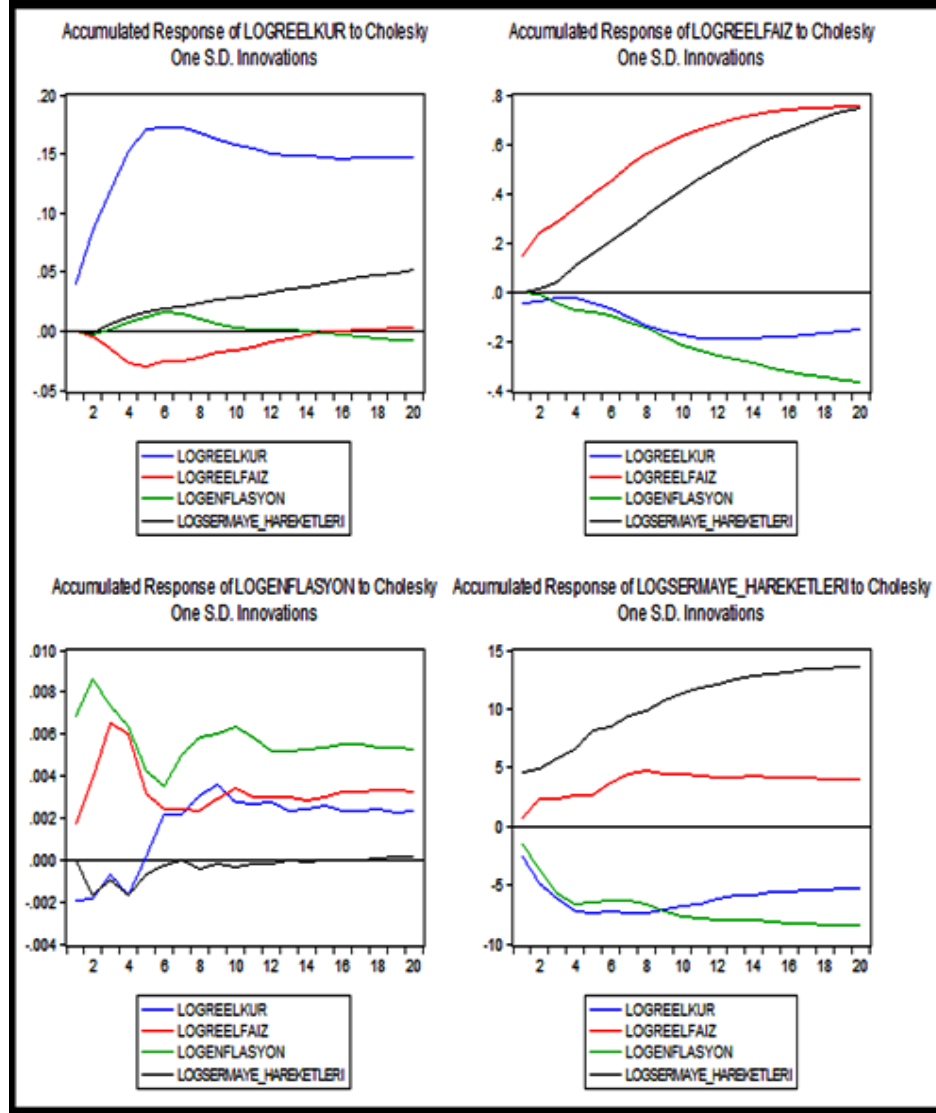 Accumulated Response of LOGREELKUR to Cholesky
One S.D. Innovations
.20
.15
.10
.05
.00
-.05
2 4 6 8 10 12 14 16 18 20
LOGREELKUR
LOGREELFAIZ
LOGENFLASYON
LOGSERMAYE_HAREKETLERI
Accumulated Response of LOGREELFAIZ to Cholesky
One S.D. Innovations
.8
.6
.4
.2
.0
-.2
-.4
2 4 6 8 10 12 14 16 18 20
LOGREELKUR
LOGREELFAIZ
LOGENFLASYON
LOGSERMAYE_HAREKETLERI
Accumulated Response of LOGENFLASYON to Cholesky
One S.D. Innovations
.010
.008
.006
.004
.002
.000
-.002
-.004
2 4 6 8 10 12 14 16 18 20
LOGREELKUR
LOGREELFAIZ
LOGENFLASYON
LOGSERMAYE_HAREKETLERI
Accumulated Response of LOGSERMAYE_HAREKETLERI to Cholesky
One S.D. Innovations
15
10
5
0
-5
-10
2 4 6 8 10 12 14 16 18 20
LOGREELKUR
LOGREELFAIZ
LOGENFLASYON
LOGSERMAYE_HAREKETLERI